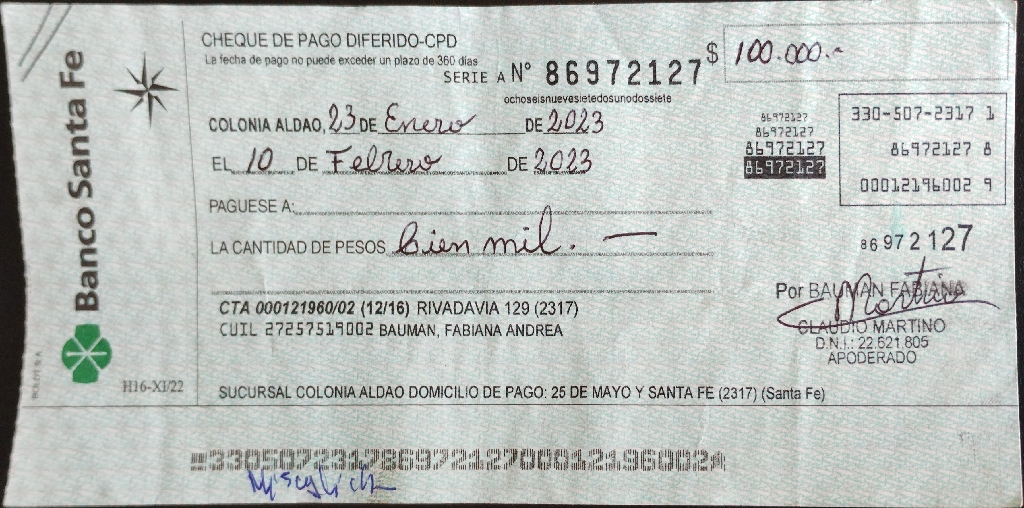 Banco Santa Fe
BOLDT S.A.
H16-XI/22
CHEQUE DE PAGO DIFERIDO-CPD
La fecha de pago no puede exceder un plazo de 360 días
SERIE A Nº 86972127
ochoseisnuevesietedosunodossiete
$ 100.000.-
COLONIA ALDAO, 23 DE Enero DE 2023
EL 10 DE Febrero DE 2023
86972127
86972127
86972127
86972127
330-507-2317 1
86972127 8
00012196002 9
PAGUESE A:
LA CANTIDAD DE PESOS Cien mil. —
86972127
CTA 000121960/02 (12/16) RIVADAVIA 129 (2317)
CUIL 27257519002 BAUMAN, FABIANA ANDREA
Por BAUMAN FABIANA
Martino
CLAUDIO MARTINO
D.N.I.: 22.621.805
APODERADO
SUCURSAL COLONIA ALDAO DOMICILIO DE PAGO: 25 DE MAYO Y SANTA FE (2317) (Santa Fe)
330507231786972127000121960024